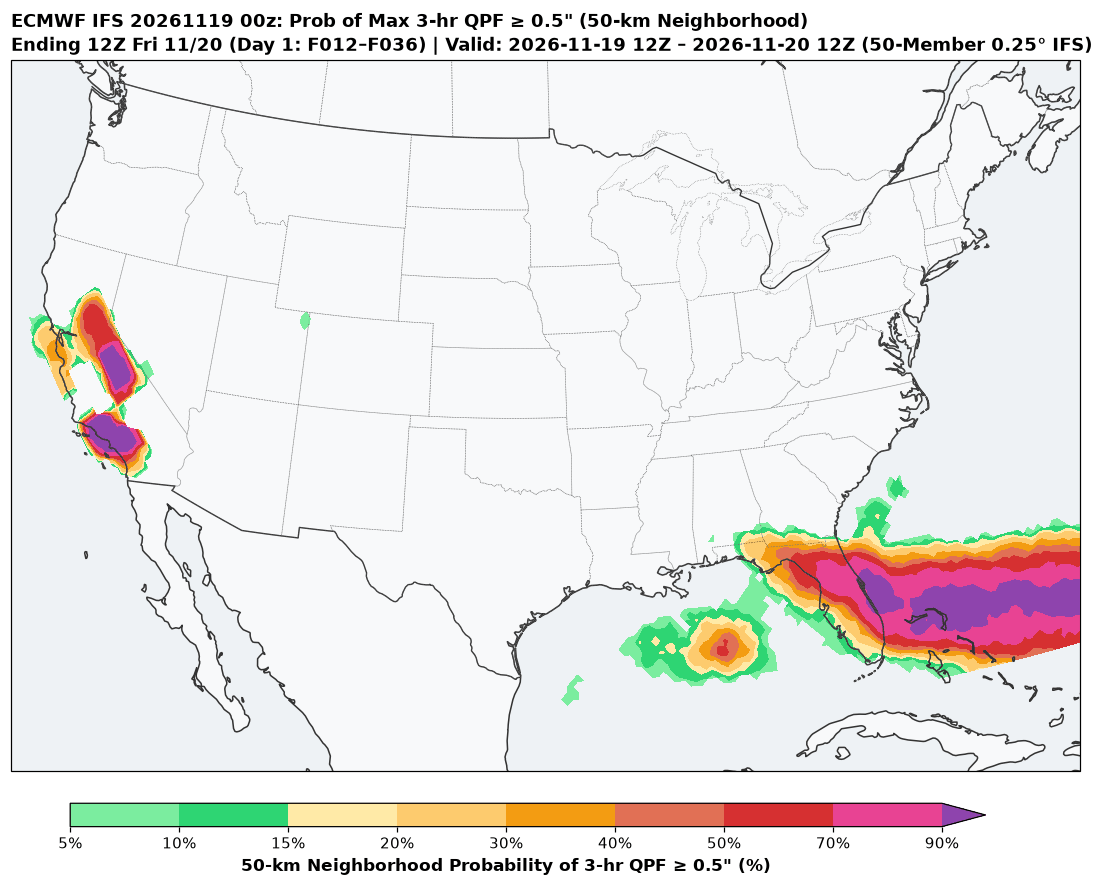 ECMWF IFS 20261119 00z: Prob of Max 3-hr QPF ≥ 0.5" (50-km Neighborhood)
Ending 12Z Fri 11/20 (Day 1: F012–F036) | Valid: 2026-11-19 12Z – 2026-11-20 12Z (50-Member 0.25° IFS)
5% 10% 15% 20% 30% 40% 50% 70% 90%
50-km Neighborhood Probability of 3-hr QPF ≥ 0.5" (%)